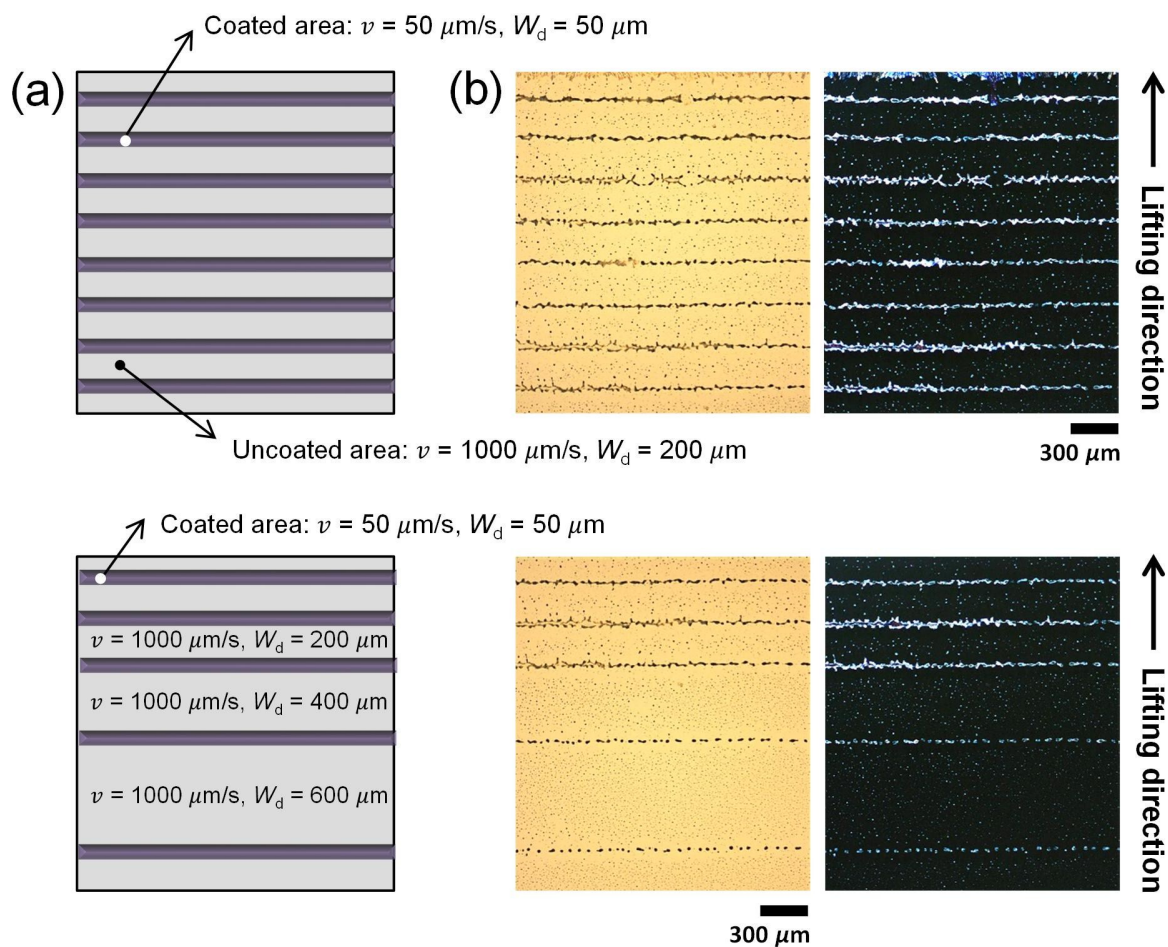 Coated area: v = 50 μm/s, Wd = 50 μm
(a)
(b)
Lifting direction
Uncoated area: v = 1000 μm/s, Wd = 200 μm
300 μm
Coated area: v = 50 μm/s, Wd = 50 μm
v = 1000 μm/s, Wd = 200 μm
v = 1000 μm/s, Wd = 400 μm
v = 1000 μm/s, Wd = 600 μm
Lifting direction
300 μm